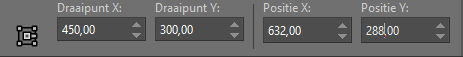 Draaipunt X: Draaipunt Y: Positie X: Positie Y:
450,00 300,00 632,00 288,00